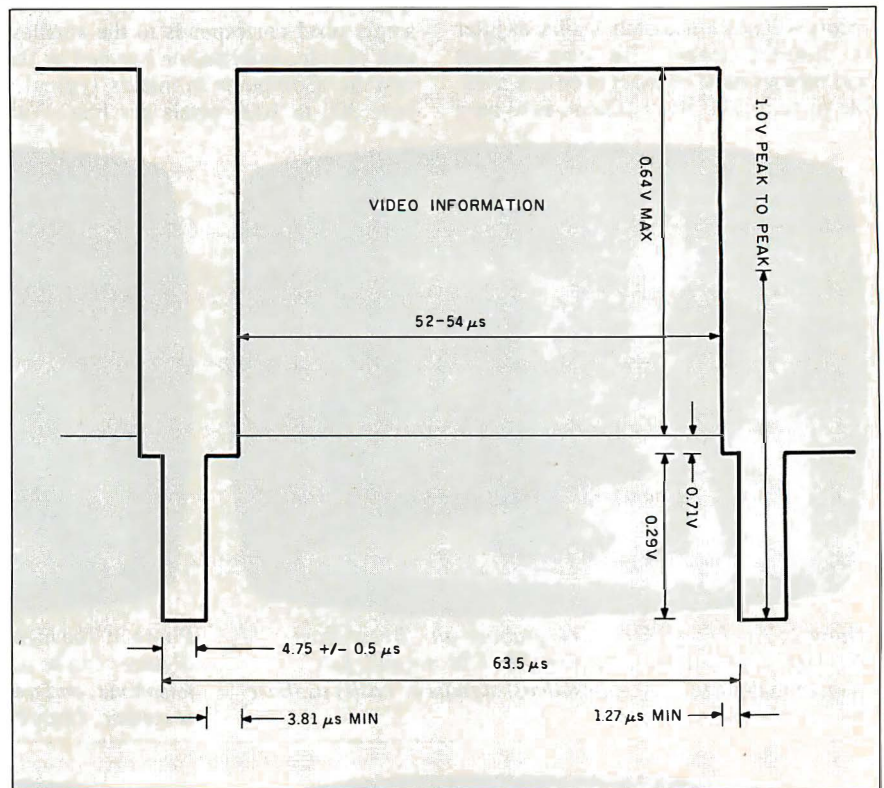 1.0V PEAK TO PEAK
0.64V MAX
VIDEO INFORMATION
52-54 µs
0.71V
0.29V
4.75 +/- 0.5 µs
63.5 µs
3.81 µs MIN
1.27 µs MIN